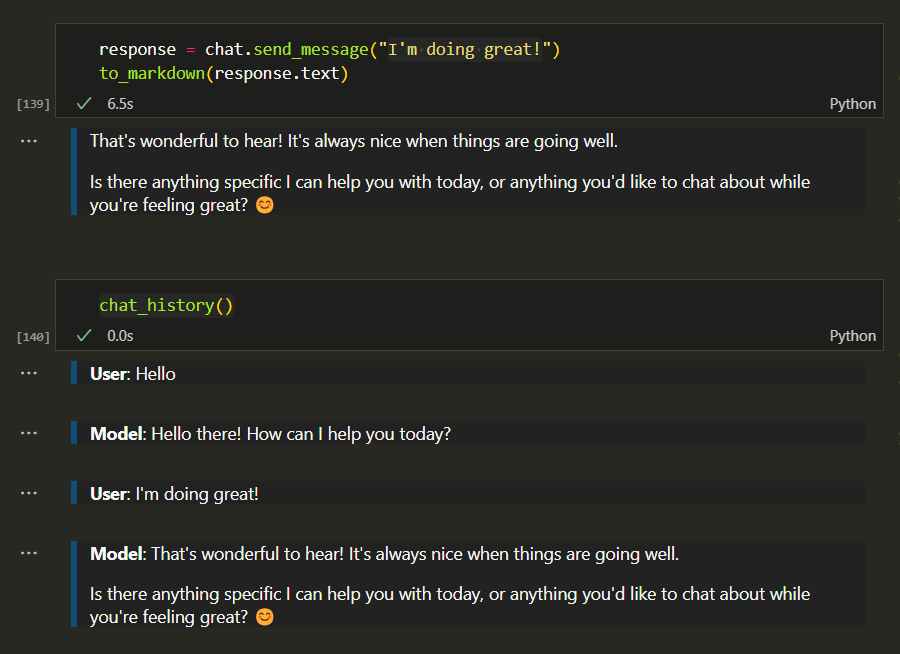 response = chat.send_message("I'm doing great!")
to_markdown(response.text)
[139]
6.5s
Python
That's wonderful to hear! It's always nice when things are going well.
Is there anything specific I can help you with today, or anything you'd like to chat about while
you're feeling great? 😊
chat_history()
[140]
0.0s
Python
User: Hello
Model: Hello there! How can I help you today?
User: I'm doing great!
Model: That's wonderful to hear! It's always nice when things are going well.
Is there anything specific I can help you with today, or anything you'd like to chat about while
you're feeling great? 😊